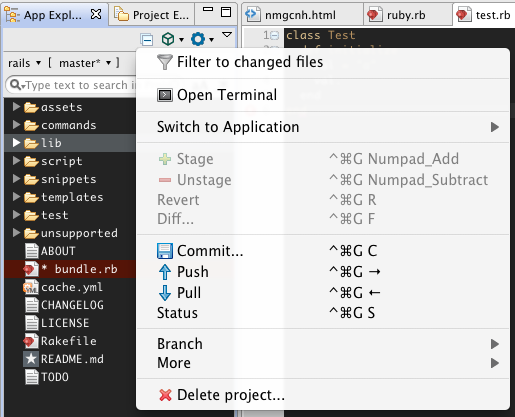 App Expl...
Project E...
nmgcnh.html
ruby.rb
test.rb
rails
[ master* ]
Type to search in
assets
commands
lib
script
snippets
templates
test
unsupported
ABOUT
* bundle.rb
cache.yml
CHANGELOG
LICENSE
Rakefile
README.md
TODO
1 class Test
2
Filter to changed files
Open Terminal
Switch to Application
Stage ^⌘G Numpad_Add
Unstage ^⌘G Numpad_Subtract
Revert ^⌘G R
Diff... ^⌘G F
Commit... ^⌘G C
Push ^⌘G →
Pull ^⌘G ←
Status ^⌘G S
Branch
More
Delete project...